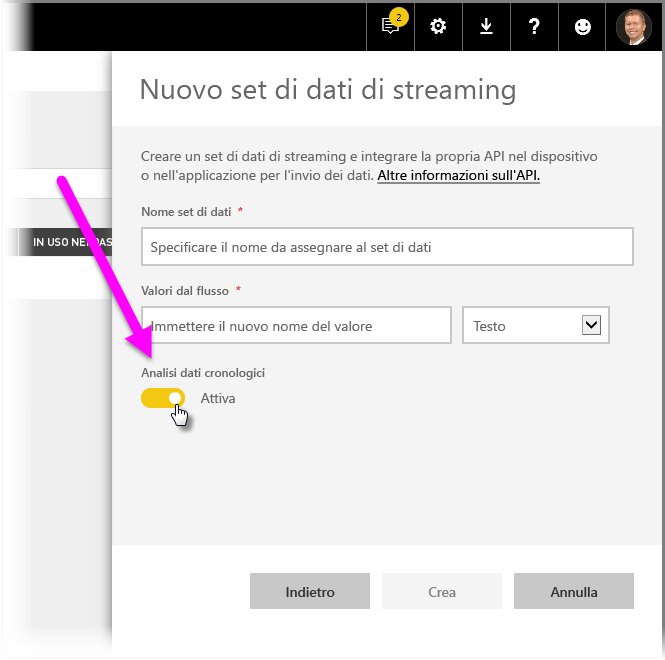 2
?
Nuovo set di dati di streaming
Creare un set di dati di streaming e integrare la propria API nel dispositivo
o nell'applicazione per l'invio dei dati. Altre informazioni sull'API.
Nome set di dati *
IN USO NEL DAS
Specificare il nome da assegnare al set di dati
Valori dal flusso *
Immettere il nuovo nome del valore
Testo
Analisi dati cronologici
Attiva
Indietro
Crea
Annulla